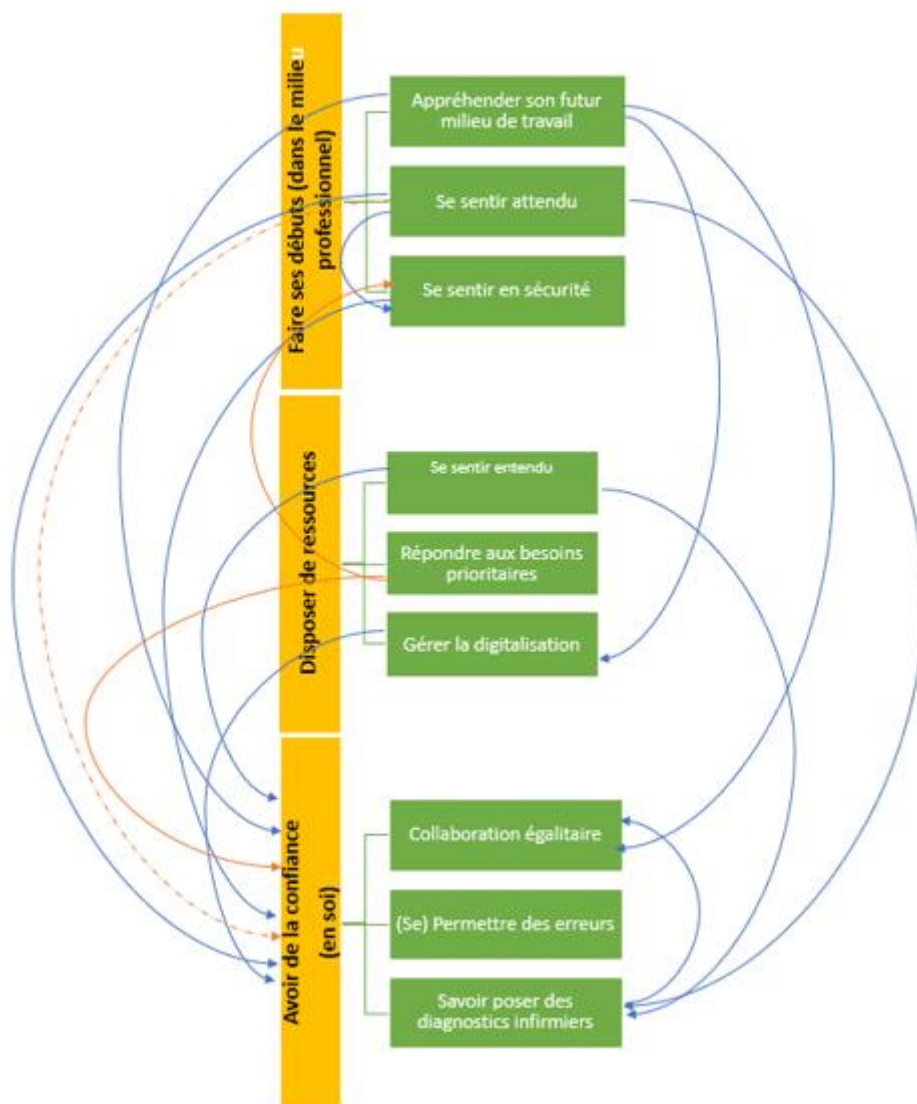 Faire ses débuts (dans le milieu
professionnel)
Appréhender son futur
milieu de travail
Se sentir attendu
Se sentir en sécurité
Disposer de ressources
Se sentir entendu
Répondre aux besoins
prioritaires
Gérer la digitalisation
Avoir de la confiance
(en soi)
Collaboration égalitaire
(Se) Permettre des erreurs
Savoir poser des
diagnostics infirmiers